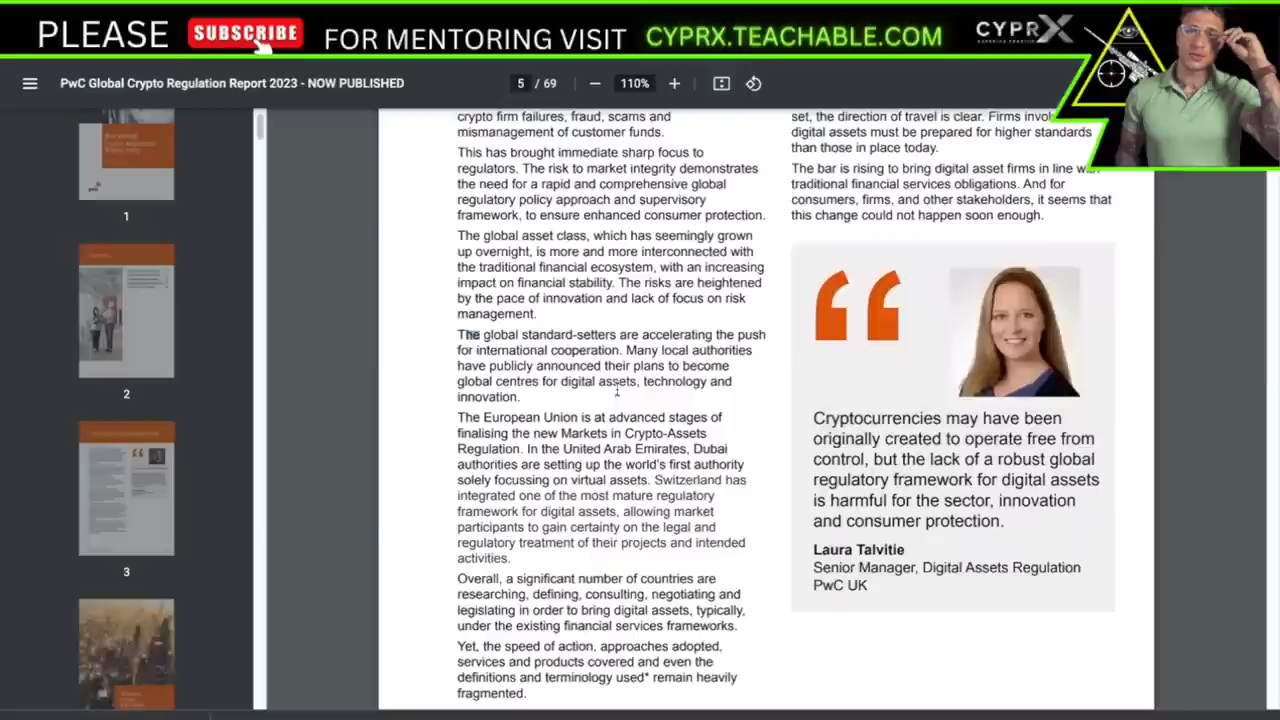 PLEASE SUBSCRIBE FOR MENTORING VISIT CYPRX.TEACHABLE.COM
CYPRX
PwC Global Crypto Regulation Report 2023 - NOW PUBLISHED
5 / 69
110%
1
2
3
crypto firm failures, fraud, scams and
mismanagement of customer funds.
This has brought immediate sharp focus to
regulators. The risk to market integrity demonstrates
the need for a rapid and comprehensive global
regulatory policy approach and supervisory
framework, to ensure enhanced consumer protection.
The global asset class, which has seemingly grown
up overnight, is more and more interconnected with
the traditional financial ecosystem, with an increasing
impact on financial stability. The risks are heightened
by the pace of innovation and lack of focus on risk
management.
The global standard-setters are accelerating the push
for international cooperation. Many local authorities
have publicly announced their plans to become
global centres for digital assets, technology and
innovation.
The European Union is at advanced stages of
finalising the new Markets in Crypto-Assets
Regulation. In the United Arab Emirates, Dubai
authorities are setting up the world's first authority
solely focussing on virtual assets. Switzerland has
integrated one of the most mature regulatory
framework for digital assets, allowing market
participants to gain certainty on the legal and
regulatory treatment of their projects and intended
activities.
Overall, a significant number of countries are
researching, defining, consulting, negotiating and
legislating in order to bring digital assets, typically,
under the existing financial services frameworks.
Yet, the speed of action, approaches adopted,
services and products covered and even the
definitions and terminology used* remain heavily
fragmented.
set, the direction of travel is clear. Firms
digital assets must be prepared for higher standards
than those in place today.
The bar is rising to bring digital asset firms in line
traditional financial services obligations. And for
consumers, firms, and other stakeholders, it seems that
this change could not happen soon enough.
Cryptocurrencies may have been
originally created to operate free from
control, but the lack of a robust global
regulatory framework for digital assets
is harmful for the sector, innovation
and consumer protection.
Laura Talvitie
Senior Manager, Digital Assets Regulation
PwC UK